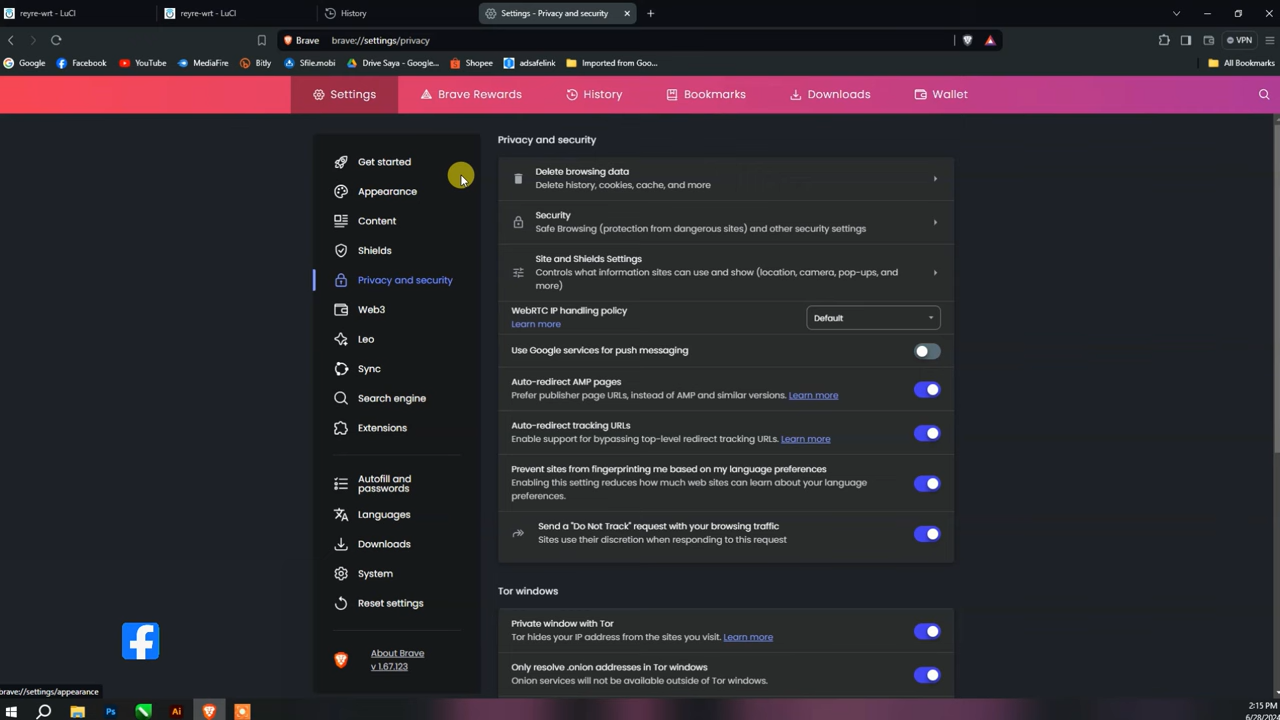 reyre-wrt - LuCI
reyre-wrt - LuCI
History
Settings - Privacy and security
Brave
brave://settings/privacy
VPN
Google
Facebook
YouTube
MediaFire
Bitly
Sfile.mobi
Drive Saya - Google...
Shopee
adsafelink
Imported from Goo...
All Bookmarks
Settings
Brave Rewards
History
Bookmarks
Downloads
Wallet
Get started
Appearance
Content
Shields
Privacy and security
Web3
Leo
Sync
Search engine
Extensions
Autofill and
passwords
Languages
Downloads
System
Reset settings
About Brave
v 1.67.123
Privacy and security
Delete browsing data
Delete history, cookies, cache, and more
Security
Safe Browsing (protection from dangerous sites) and other security settings
Site and Shields Settings
Controls what information sites can use and show (location, camera, pop-ups, and
more)
WebRTC IP handling policy
Learn more
Default
Use Google services for push messaging
Auto-redirect AMP pages
Prefer publisher page URLs, instead of AMP and similar versions. Learn more
Auto-redirect tracking URLs
Enable support for bypassing top-level redirect tracking URLs. Learn more
Prevent sites from fingerprinting me based on my language preferences
Enabling this setting reduces how much web sites can learn about your language
preferences.
Send a "Do Not Track" request with your browsing traffic
Sites use their discretion when responding to this request
Tor windows
Private window with Tor
Tor hides your IP address from the sites you visit. Learn more
Only resolve .onion addresses in Tor windows
Onion services will not be available outside of Tor windows.
brave://settings/appearance
Ps
Ai
2:15 PM